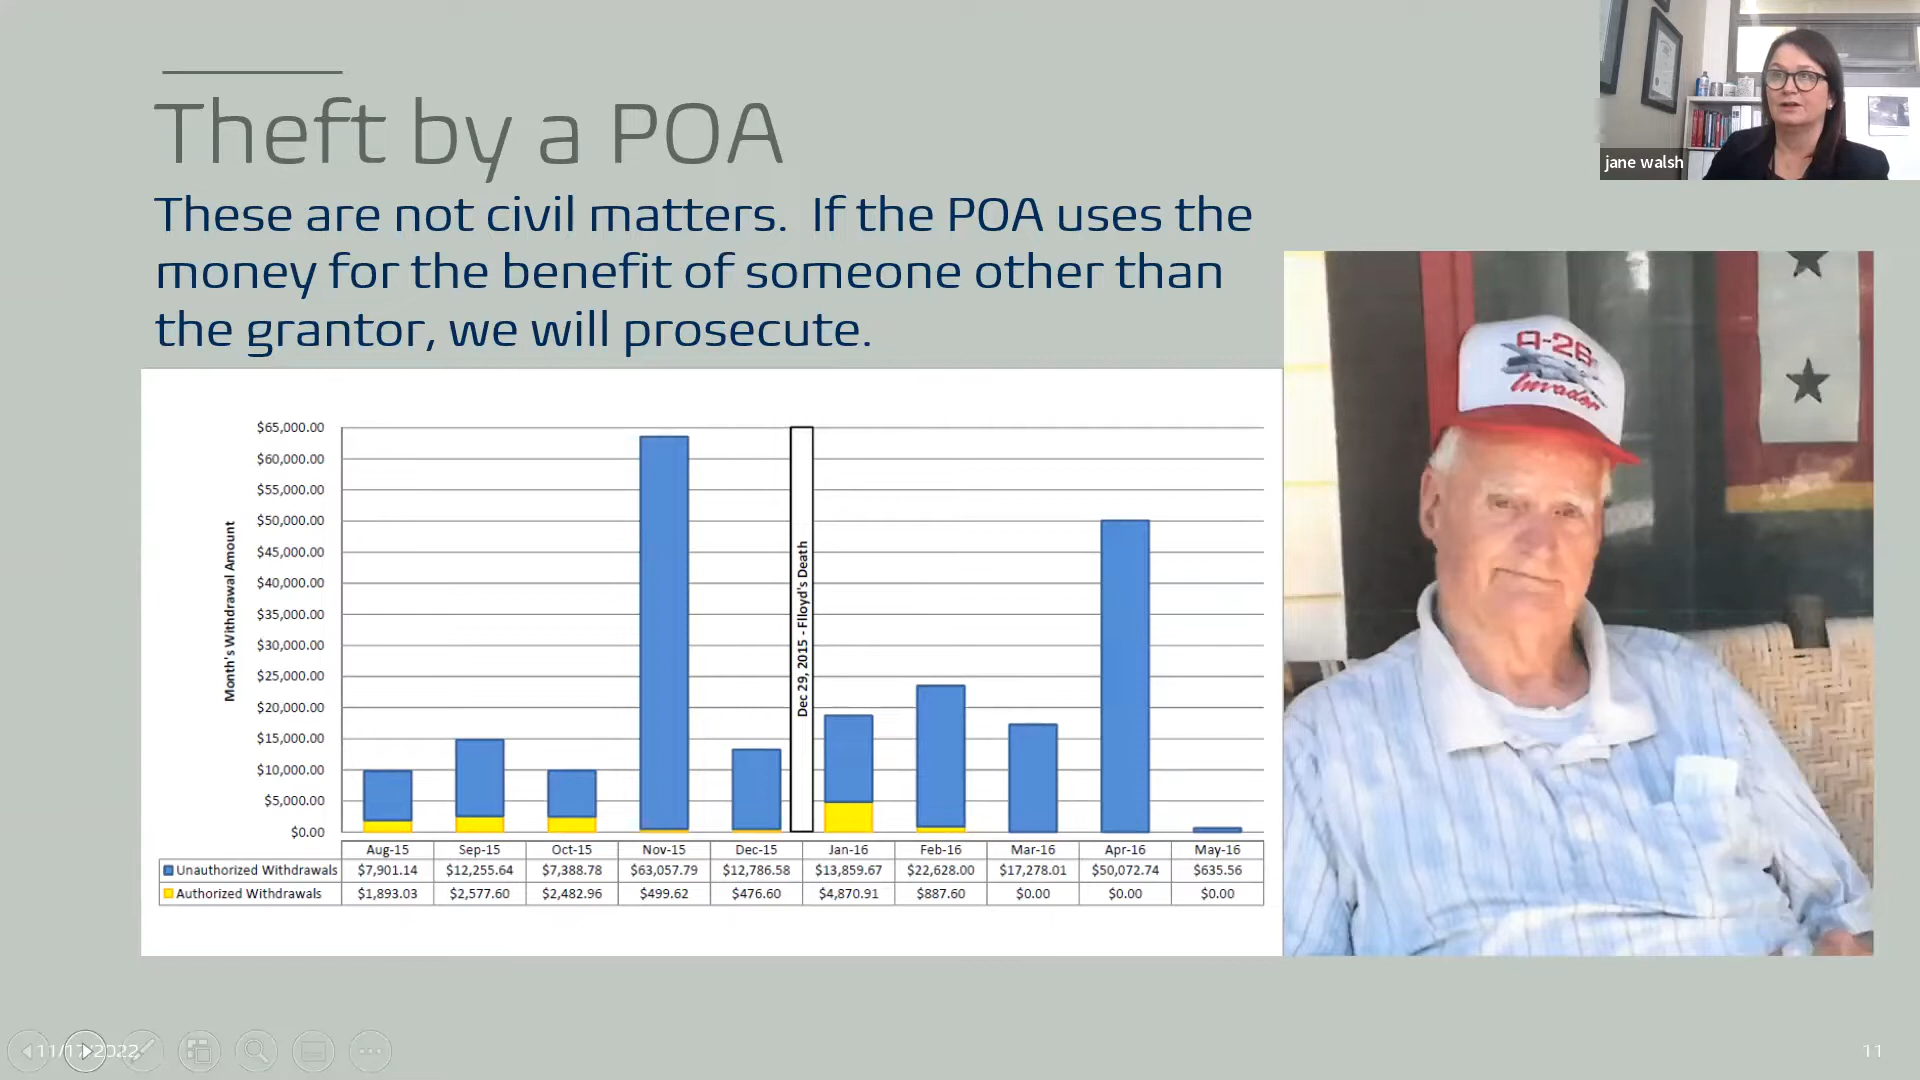 Theft by a POA
These are not civil matters. If the POA uses the
money for the benefit of someone other than
the grantor, we will prosecute.
jane walsh
A-26
Invader
Month's Withdrawal Amount
$65,000.00
$60,000.00
$55,000.00
$50,000.00
$45,000.00
$40,000.00
$35,000.00
$30,000.00
$25,000.00
$20,000.00
$15,000.00
$10,000.00
$5,000.00
$0.00
Dec 29, 2015 - Flloyd's Death
Aug-15 Sep-15 Oct-15 Nov-15 Dec-15 Jan-16 Feb-16 Mar-16 Apr-16 May-16
Unauthorized Withdrawals $7,901.14 $12,255.64 $7,388.78 $63,057.79 $12,786.58 $13,859.67 $22,628.00 $17,278.01 $50,072.74 $635.56
Authorized Withdrawals $1,893.03 $2,577.60 $2,482.96 $499.62 $476.60 $4,870.91 $887.60 $0.00 $0.00 $0.00
11/17/2022
11